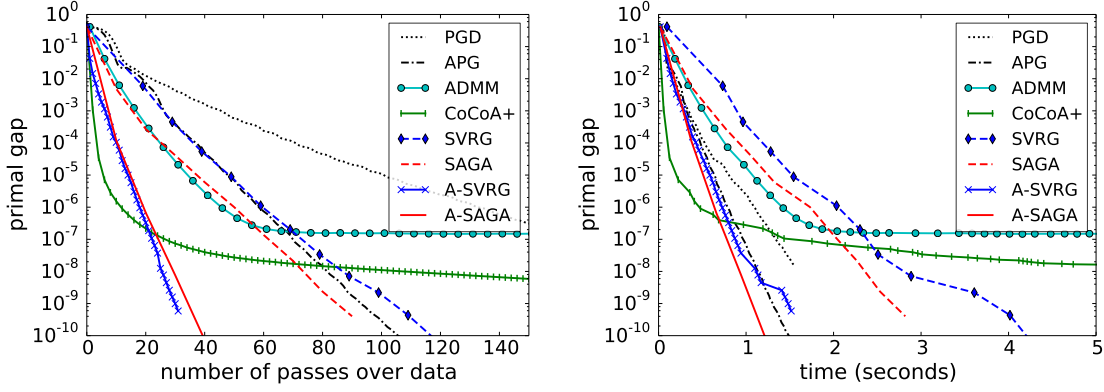 10^0
10^-1
10^-2
10^-3
10^-4
10^-5
10^-6
10^-7
10^-8
10^-9
10^-10
primal gap
0 20 40 60 80 100 120 140
number of passes over data
PGD
APG
ADMM
CoCoA+
SVRG
SAGA
A-SVRG
A-SAGA
10^0
10^-1
10^-2
10^-3
10^-4
10^-5
10^-6
10^-7
10^-8
10^-9
10^-10
primal gap
0 1 2 3 4 5
time (seconds)
PGD
APG
ADMM
CoCoA+
SVRG
SAGA
A-SVRG
A-SAGA